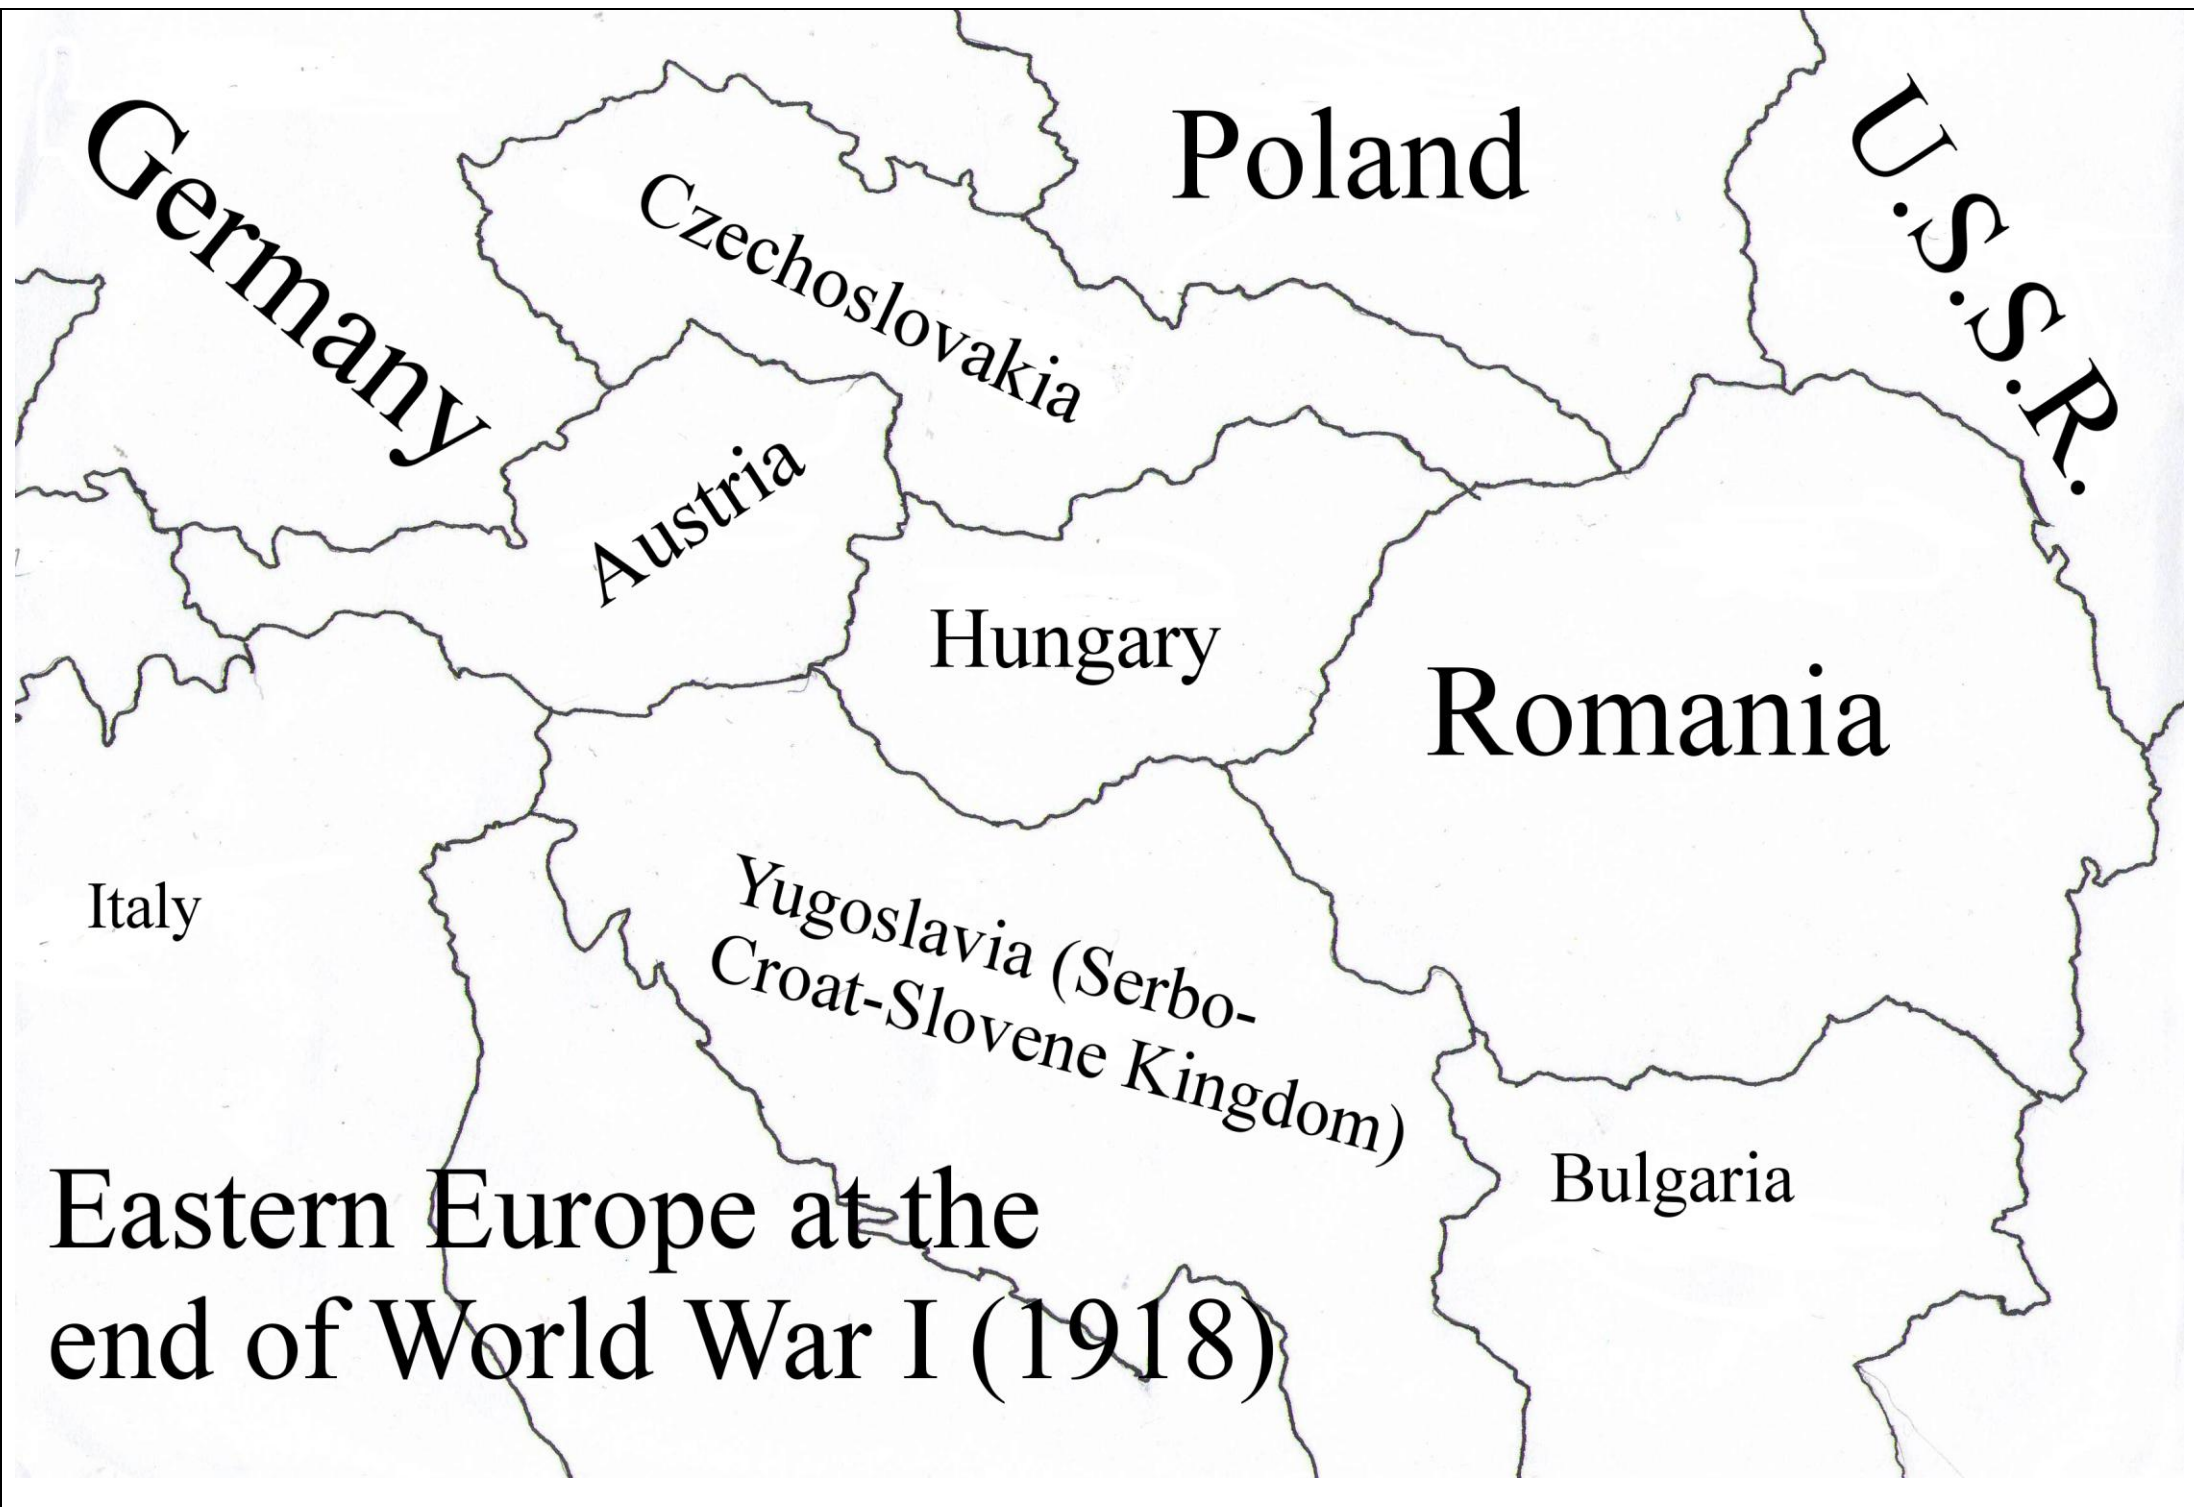 Germany
Poland
U.S.S.R.
Czechoslovakia
Austria
Hungary
Romania
Italy
Yugoslavia (Serbo-
Croat-Slovene Kingdom)
Bulgaria
Eastern Europe at the
end of World War I (1918)